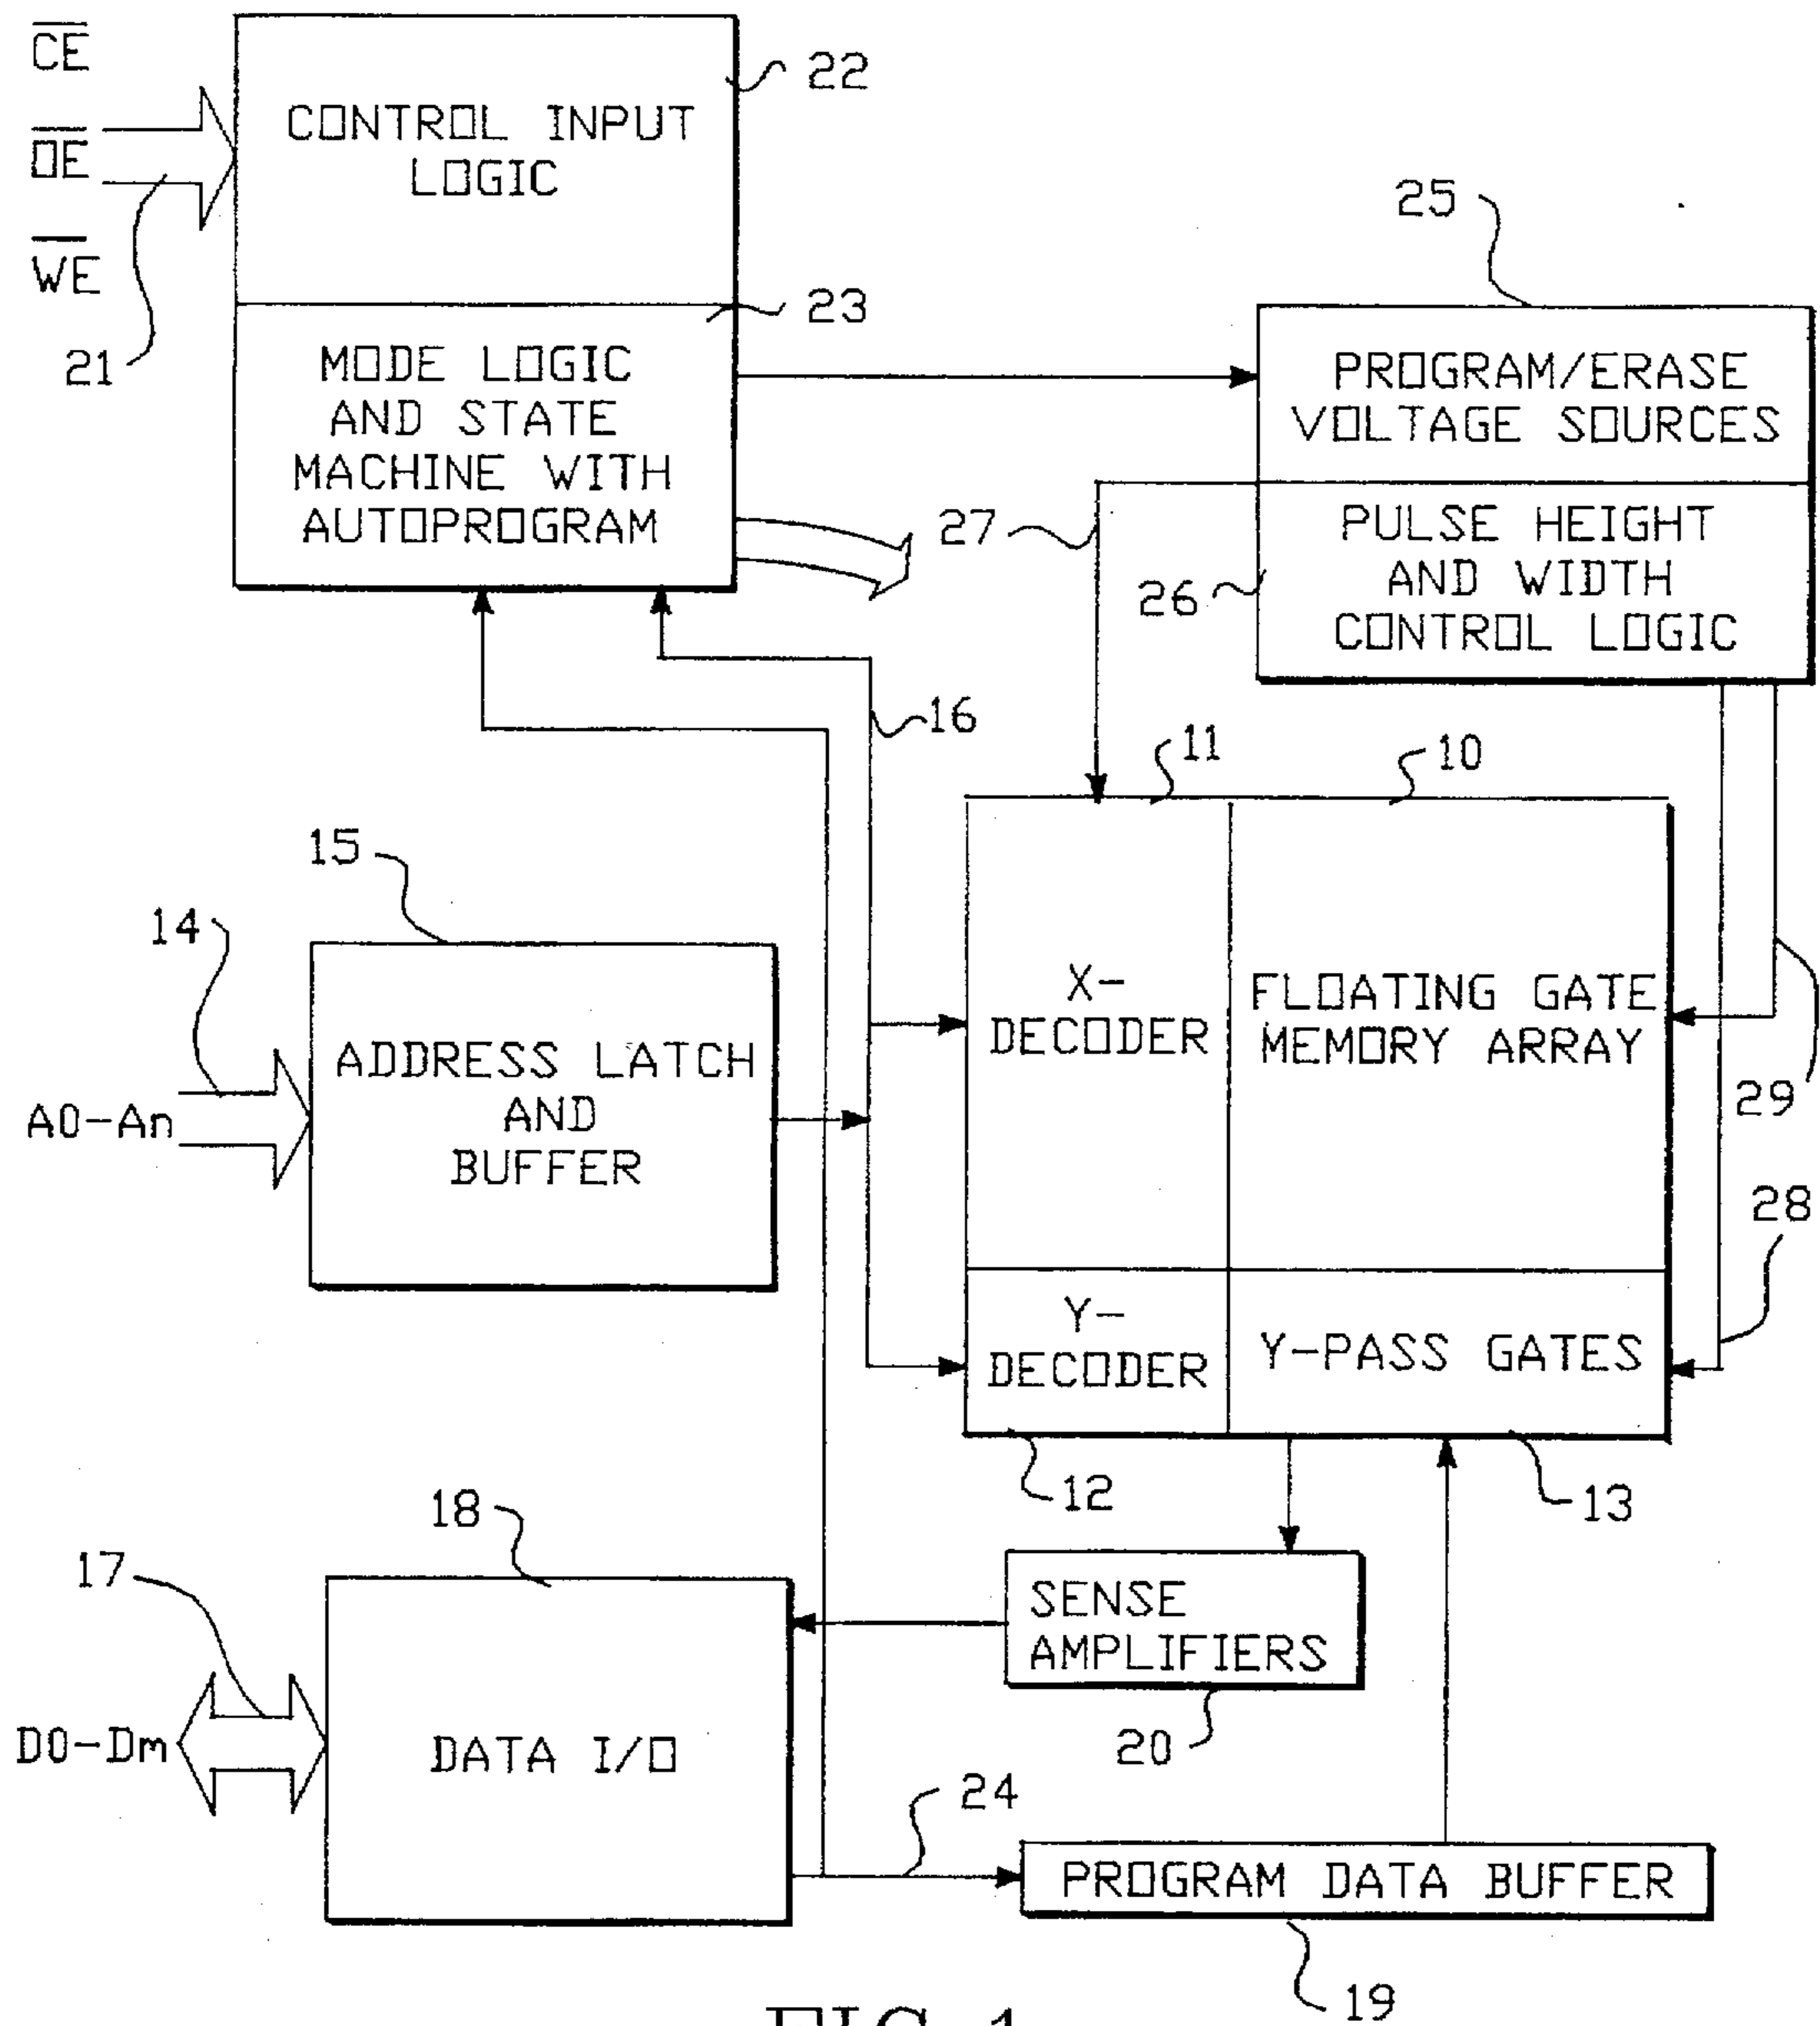 C̅E̅
O̅E̅
W̅E̅
21
22
CONTROL INPUT
LOGIC
23
MODE LOGIC
AND STATE
MACHINE WITH
AUTOPROGRAM
25
PROGRAM/ERASE
VOLTAGE SOURCES
27
26
PULSE HEIGHT
AND WIDTH
CONTROL LOGIC
16
11
10
15
14
A0-An
ADDRESS LATCH
AND
BUFFER
X-
DECODER
FLOATING GATE
MEMORY ARRAY
29
28
Y-
DECODER
Y-PASS GATES
12
13
18
17
D0-Dm
DATA I/O
SENSE
AMPLIFIERS
20
24
PROGRAM DATA BUFFER
19
FIG. 1